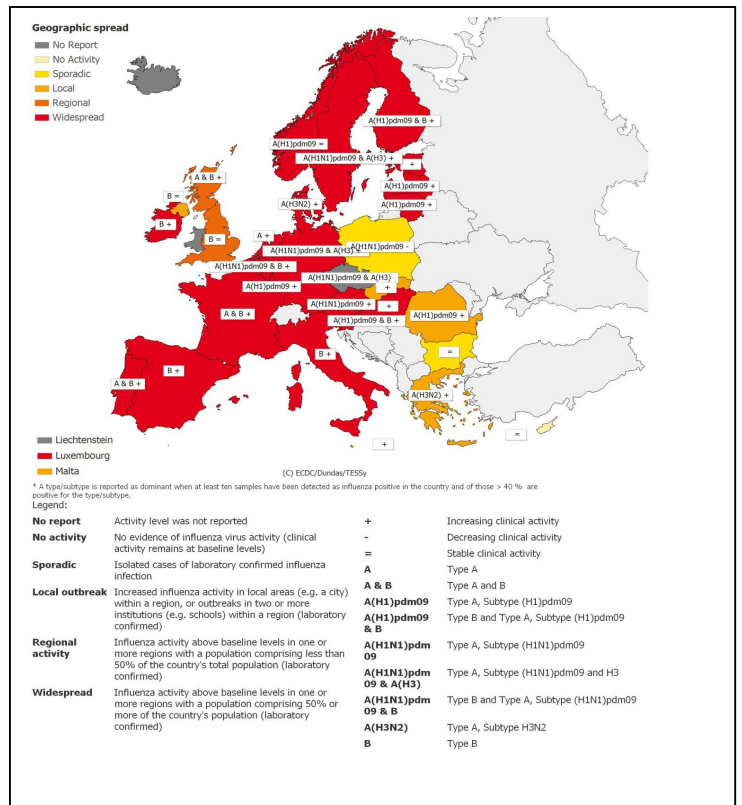 Geographic spread
No Report
No Activity
Sporadic
Local
Regional
Widespread
A(H1)pdm09 & B +
A(H1)pdm09 =
A(H1N1)pdm09 & A(H3) +
+
A & B +
A(H1)pdm09 +
B =
A(H3N2) +
A(H1)pdm09 +
B +
B =
A +
A(H1N1)pdm09 -
A(H1N1)pdm09 & A(H3) +
A(H1N1)pdm09 & B +
A(H1N1)pdm09 & A(H3)
A(H1)pdm09 +
+
A(H1N1)pdm09 +
+
A & B +
A(H1)pdm09 & B +
A(H1)pdm09 +
B +
=
B +
A & B +
A(H3N2) +
=
+
Liechtenstein
Luxembourg
Malta
(C) ECDC/Dundas/TESSy
* A type/subtype is reported as dominant when at least ten samples have been detected as influenza positive in the country and of those > 40 % are
positive for the type/subtype.
Legend:
No report Activity level was not reported
No activity No evidence of influenza virus activity (clinical
activity remains at baseline levels)
Sporadic Isolated cases of laboratory confirmed influenza
infection
Local outbreak Increased influenza activity in local areas (e.g. a city)
within a region, or outbreaks in two or more
institutions (e.g. schools) within a region (laboratory
confirmed)
Regional Influenza activity above baseline levels in one or
activity more regions with a population comprising less than
50% of the country's total population (laboratory
confirmed)
Widespread Influenza activity above baseline levels in one or
more regions with a population comprising 50% or
more of the country's population (laboratory
confirmed)
+ Increasing clinical activity
- Decreasing clinical activity
= Stable clinical activity
A Type A
A & B Type A and B
A(H1)pdm09 Type A, Subtype (H1)pdm09
A(H1)pdm09 Type B and Type A, Subtype (H1)pdm09
& B
A(H1N1)pdm Type A, Subtype (H1N1)pdm09
09
A(H1N1)pdm Type A, Subtype (H1N1)pdm09 and H3
09 & A(H3)
A(H1N1)pdm Type B and Type A, Subtype (H1N1)pdm09
09 & B
A(H3N2) Type A, Subtype H3N2
B Type B